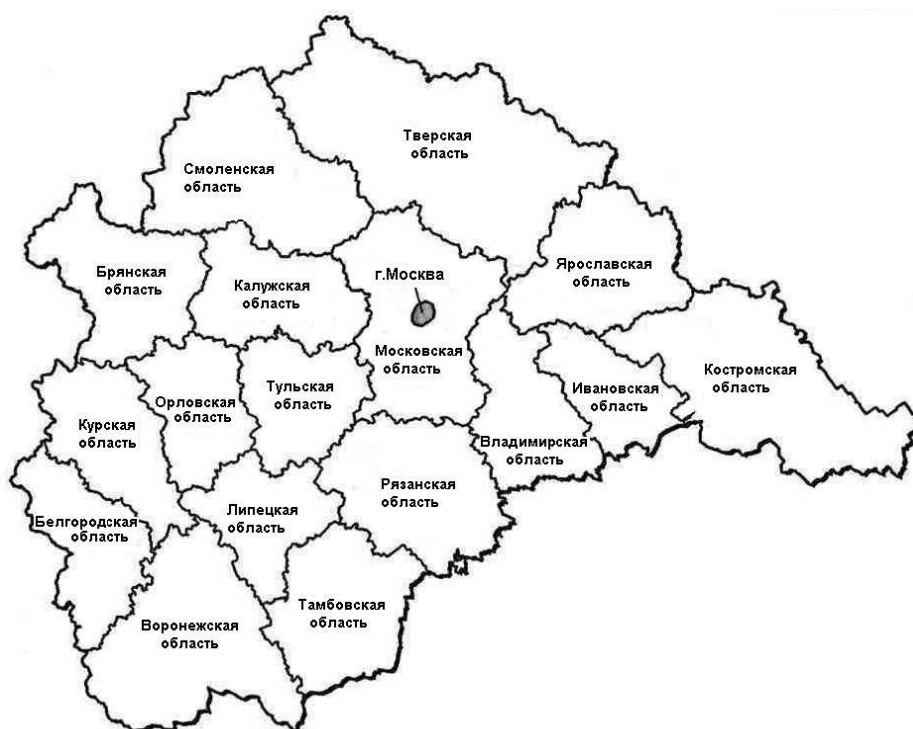 Тверская
область
Смоленская
область
Ярославская
область
Брянская
область
Калужская
область
г.Москва
Московская
область
Костромская
область
Ивановская
область
Тульская
область
Орловская
область
Курская
область
Владимирская
область
Рязанская
область
Липецкая
область
Белгородская
область
Тамбовская
область
Воронежская
область